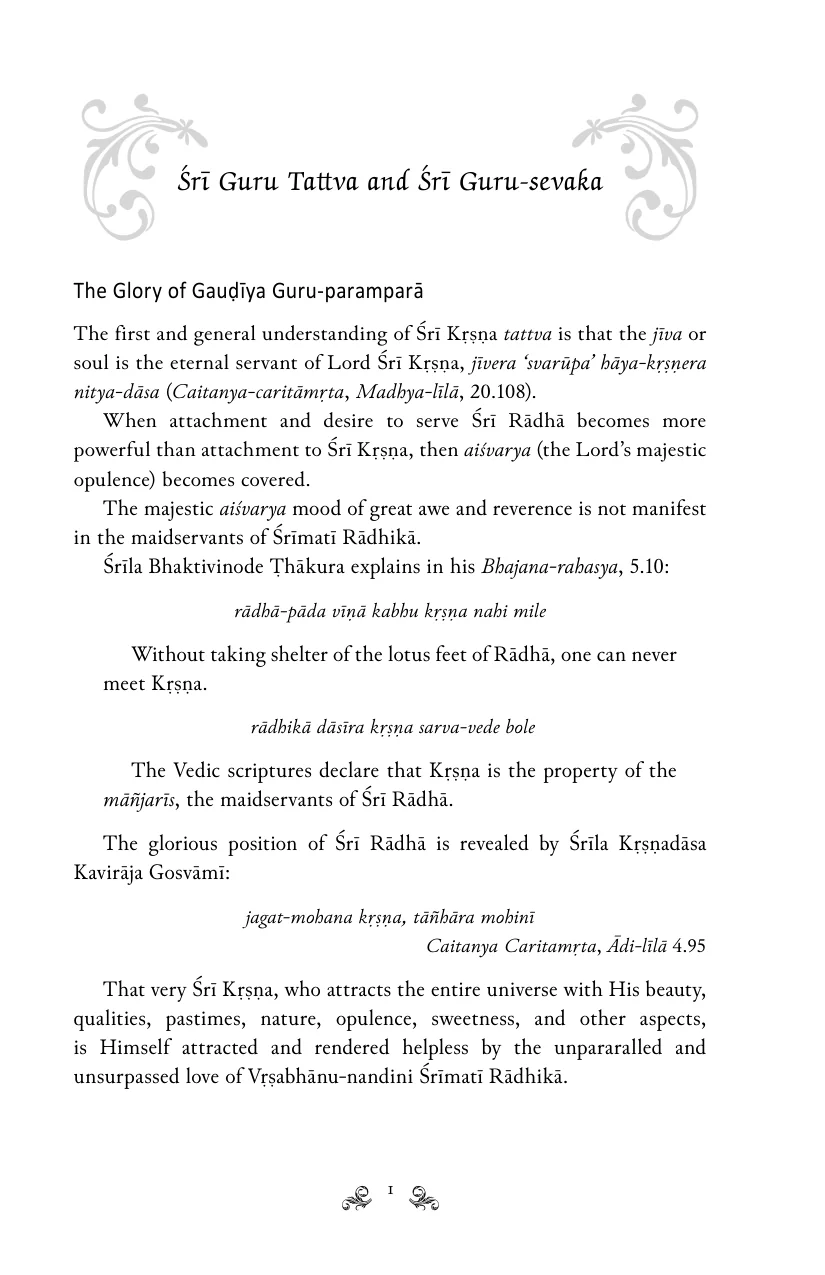 Śrī Guru Tattva and Śrī Guru-sevaka
The Glory of Gauḍīya Guru-paramparā
The first and general understanding of Śrī Kṛṣṇa tattva is that the jīva or
soul is the eternal servant of Lord Śrī Kṛṣṇa, jīvera ‘svarūpa’ hāya-kṛṣṇera
nitya-dāsa (Caitanya-caritāmṛta, Madhya-līlā, 20.108).
When attachment and desire to serve Śrī Rādhā becomes more
powerful than attachment to Śrī Kṛṣṇa, then aiśvarya (the Lord’s majestic
opulence) becomes covered.
The majestic aiśvarya mood of great awe and reverence is not manifest
in the maidservants of Śrīmatī Rādhikā.
Śrīla Bhaktivinode Ṭhākura explains in his Bhajana-rahasya, 5.10:
rādhā-pāda vīṇā kabhu kṛṣṇa nahi mile
Without taking shelter of the lotus feet of Rādhā, one can never
meet Kṛṣṇa.
rādhikā dāsīra kṛṣṇa sarva-vede bole
The Vedic scriptures declare that Kṛṣṇa is the property of the
māñjarīs, the maidservants of Śrī Rādhā.
The glorious position of Śrī Rādhā is revealed by Śrīla Kṛṣṇadāsa
Kavirāja Gosvāmī:
jagat-mohana kṛṣṇa, tāñhāra mohinī
Caitanya Caritamṛta, Ādi-līlā 4.95
That very Śrī Kṛṣṇa, who attracts the entire universe with His beauty,
qualities, pastimes, nature, opulence, sweetness, and other aspects,
is Himself attracted and rendered helpless by the unpararalled and
unsurpassed love of Vṛṣabhānu-nandini Śrīmatī Rādhikā.
1